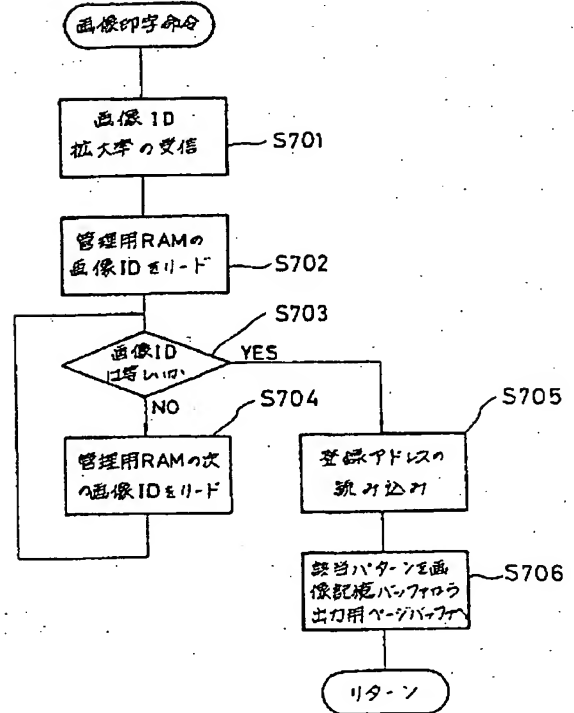 画像印字命令
画像ID
拡大率の受信
S701
管理用RAMの
画像IDをリード
S702
S703
画像ID
は等しいか
YES
NO
S704
管理用RAMの次
の画像IDをリード
S705
登録アドレスの
読み込み
該当パターンを画
像記憶バッファから
出力用ページバッファへ
S706
リターン